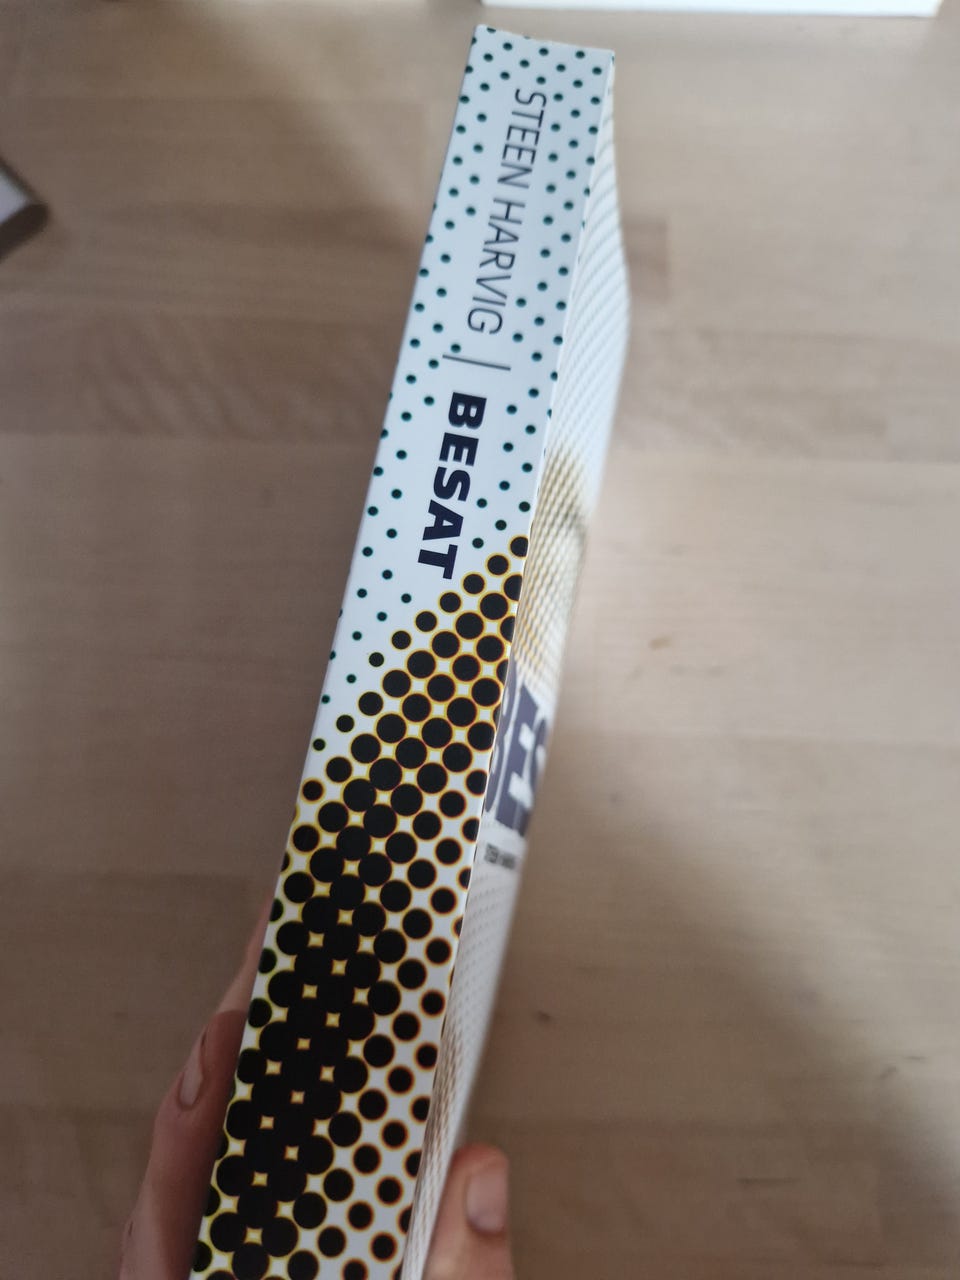 STEEN HARVIG | BESAT